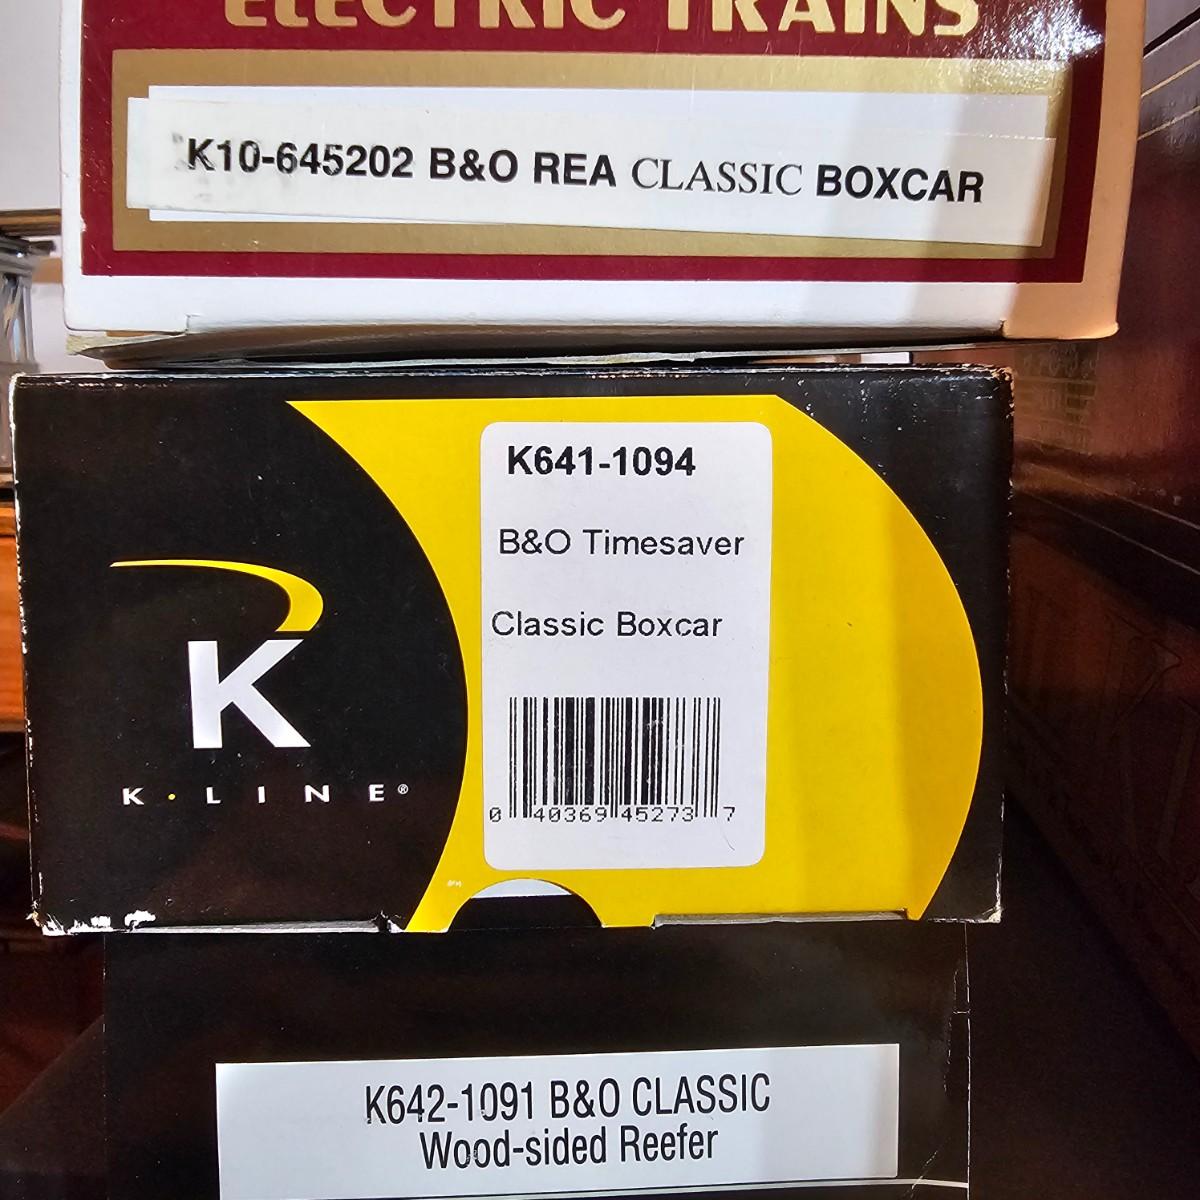 ELECTRIC TRAINS
K10-645202 B&O REA CLASSIC BOXCAR
K641-1094
B&O Timesaver
Classic Boxcar
K
K·LINE®
0 40369 45273 7
K642-1091 B&O CLASSIC
Wood-sided Reefer